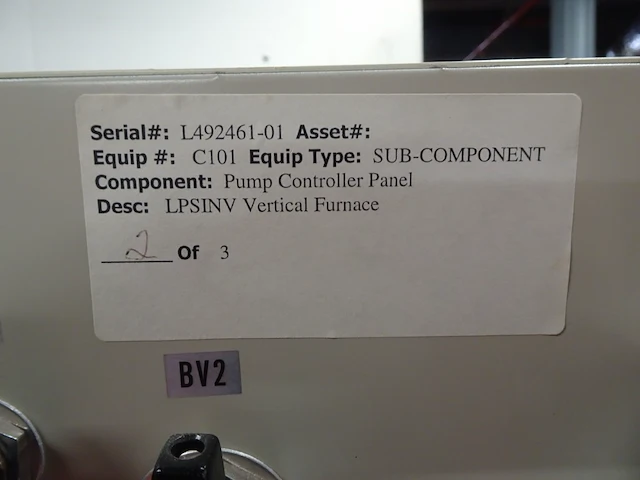 Serial#: L492461-01 Asset#:
Equip #: C101 Equip Type: SUB-COMPONENT
Component: Pump Controller Panel
Desc: LPSINV Vertical Furnace
2 Of 3
BV2